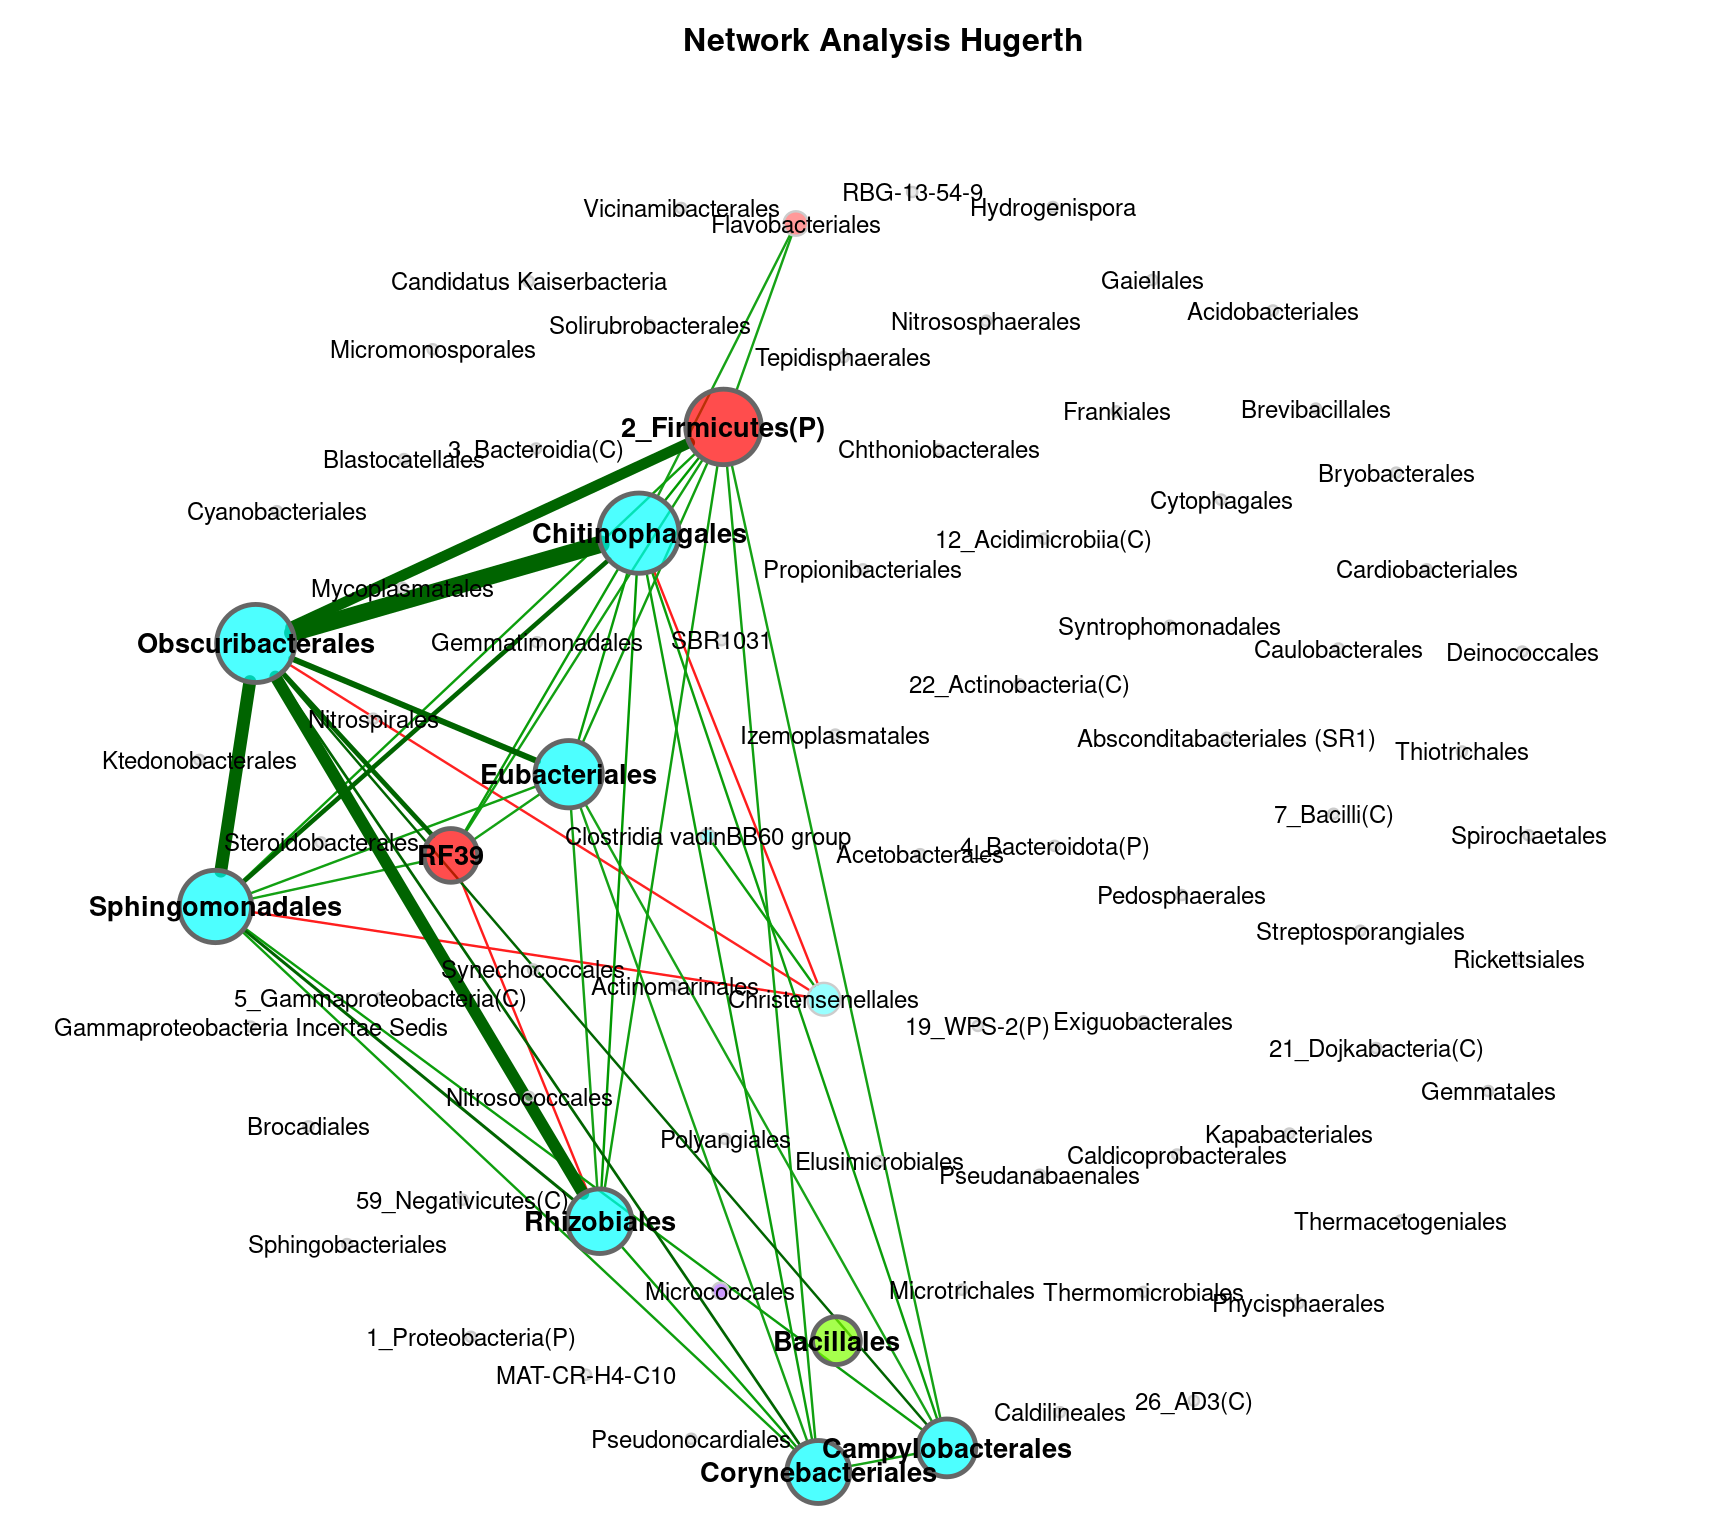 Network Analysis Hugerth
RBG-13-54-9
Vicinamibacterales
Hydrogenispora
Flavobacteriales
Candidatus Kaiserbacteria
Gaiellales
Acidobacteriales
Solirubrobacterales
Nitrososphaerales
Micromonosporales
Tepidisphaerales
Frankiales
Brevibacillales
2_Firmicutes(P)
3_Bacteroidia(C)
Chthoniobacterales
Blastocatellales
Bryobacterales
Cytophagales
Cyanobacteriales
Chitinophagales
12_Acidimicrobiia(C)
Propionibacteriales
Cardiobacteriales
Mycoplasmatales
Syntrophomonadales
Obscuribacterales
Gemmatimonadales
SBR1031
Caulobacterales
Deinococcales
22_Actinobacteria(C)
Nitrospirales
Izemoplasmatales
Absconditabacteriales (SR1)
Thiotrichales
Ktedonobacterales
Eubacteriales
7_Bacilli(C)
Clostridia vadinBB60 group
Spirochaetales
Steroidobacterales
4_Bacteroidota(P)
Acetobacterales
RF39
Pedosphaerales
Sphingomonadales
Streptosporangiales
Rickettsiales
Synechococcales
Actinomarinales
5_Gammaproteobacteria(C)
Christensenellales
Exiguobacterales
19_WPS-2(P)
Gammaproteobacteria Incertae Sedis
21_Dojkabacteria(C)
Gemmatales
Nitrosococcales
Brocadiales
Kapabacteriales
Polyangiales
Caldicoprobacterales
Elusimicrobiales
Pseudanabaenales
59_Negativicutes(C)
Rhizobiales
Thermacetogeniales
Sphingobacteriales
Micrococcales
Microtrichales
Thermomicrobiales
Phycisphaerales
1_Proteobacteria(P)
Bacillales
MAT-CR-H4-C10
26_AD3(C)
Caldilineales
Pseudonocardiales
Campylobacterales
Corynebacteriales